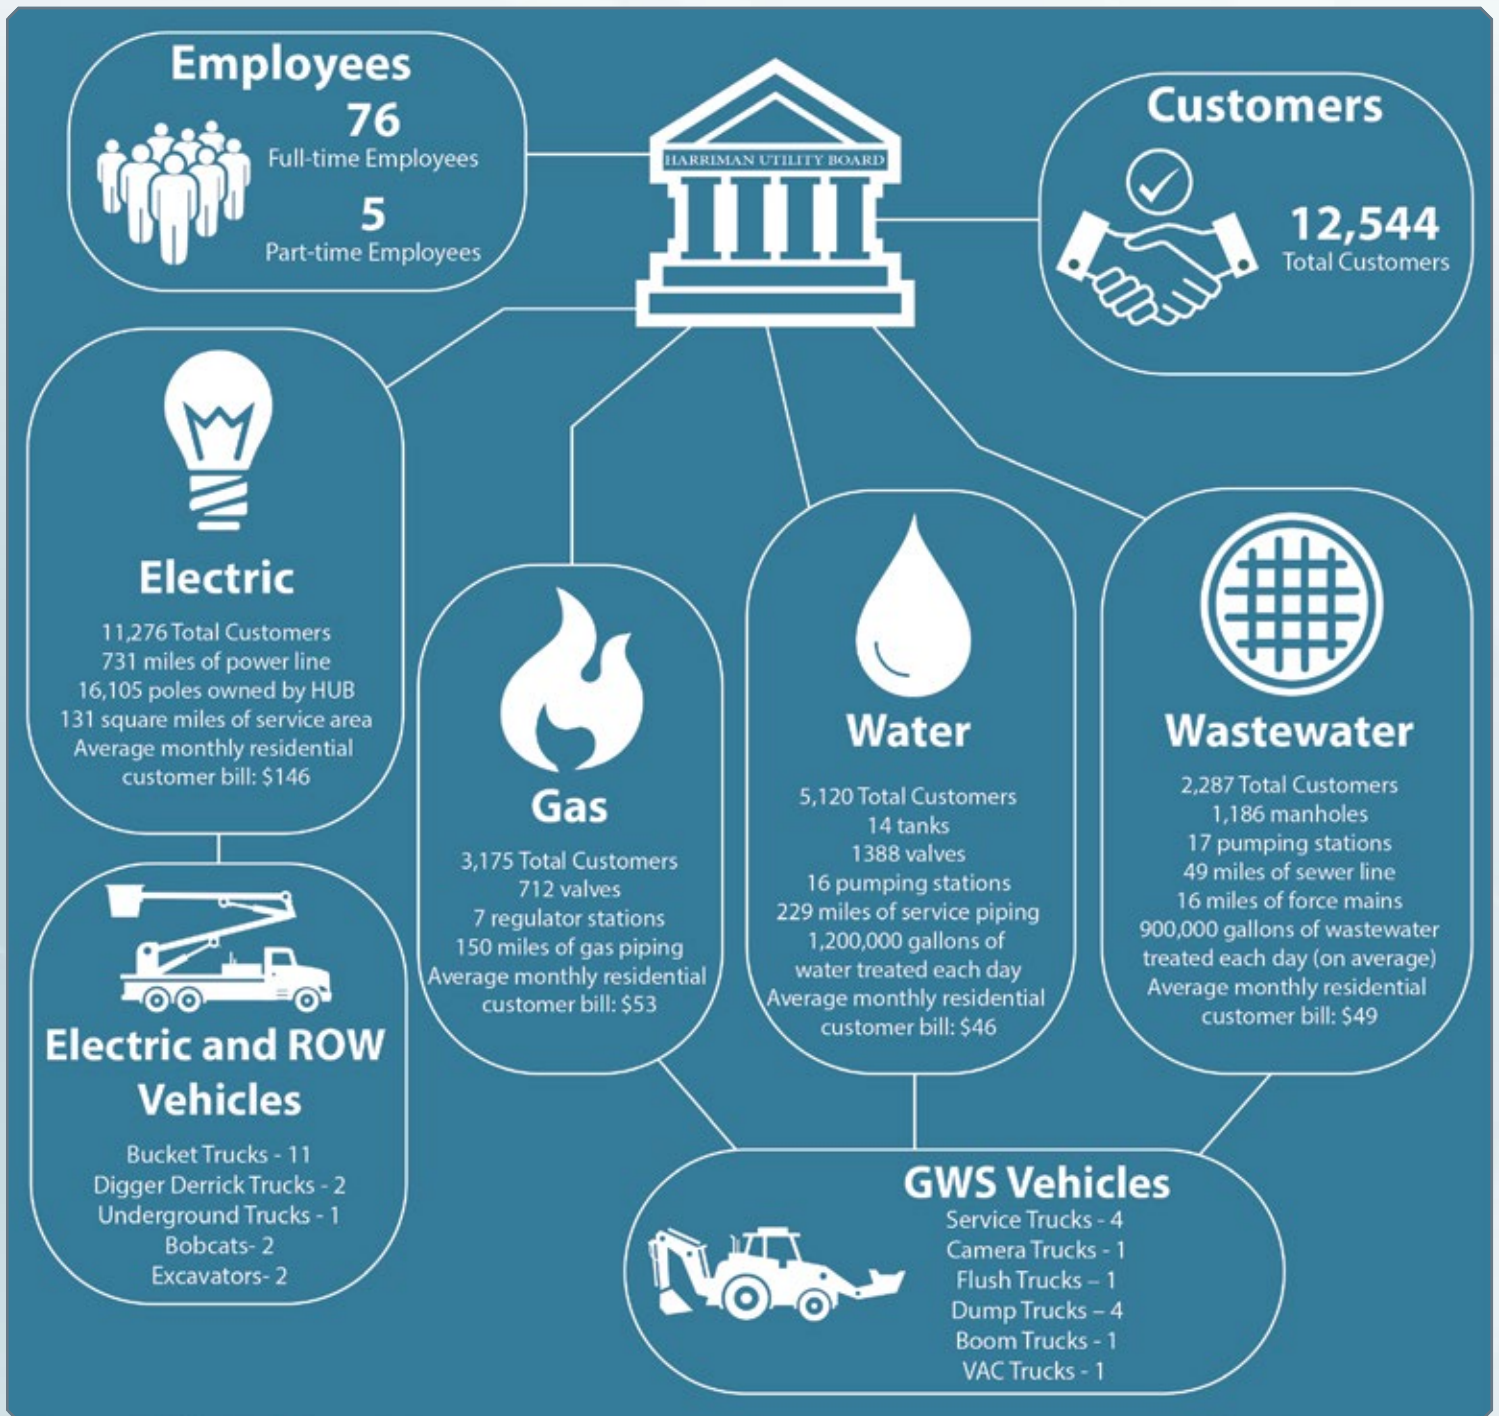 Employees
76
Full-time Employees
5
Part-time Employees
HARRIMAN UTILITY BOARD
Customers
12,544
Total Customers
Electric
11,276 Total Customers
731 miles of power line
16,105 poles owned by HUB
131 square miles of service area
Average monthly residential
customer bill: $146
Gas
3,175 Total Customers
712 valves
7 regulator stations
150 miles of gas piping
Average monthly residential
customer bill: $53
Water
5,120 Total Customers
14 tanks
1388 valves
16 pumping stations
229 miles of service piping
1,200,000 gallons of
water treated each day
Average monthly residential
customer bill: $46
Wastewater
2,287 Total Customers
1,186 manholes
17 pumping stations
49 miles of sewer line
16 miles of force mains
900,000 gallons of wastewater
treated each day (on average)
Average monthly residential
customer bill: $49
Electric and ROW
Vehicles
Bucket Trucks - 11
Digger Derrick Trucks - 2
Underground Trucks - 1
Bobcats- 2
Excavators- 2
GWS Vehicles
Service Trucks - 4
Camera Trucks - 1
Flush Trucks – 1
Dump Trucks – 4
Boom Trucks - 1
VAC Trucks - 1